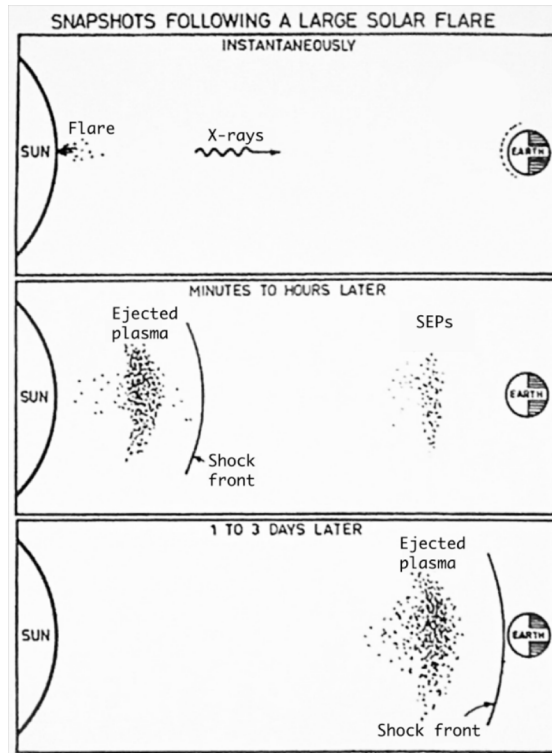 SNAPSHOTS FOLLOWING A LARGE SOLAR FLARE
INSTANTANEOUSLY
Flare
X-rays
SUN
EARTH
MINUTES TO HOURS LATER
Ejected
plasma
SEPs
SUN
EARTH
Shock
front
1 TO 3 DAYS LATER
Ejected
plasma
SUN
EARTH
Shock front